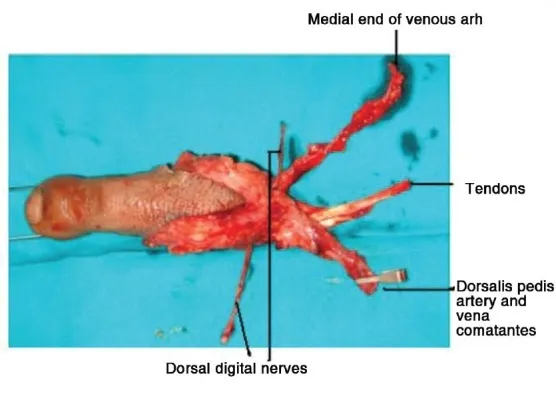 Medial end of venous arh
Tendons
Dorsalis pedis
artery and
vena
comatantes
Dorsal digital nerves